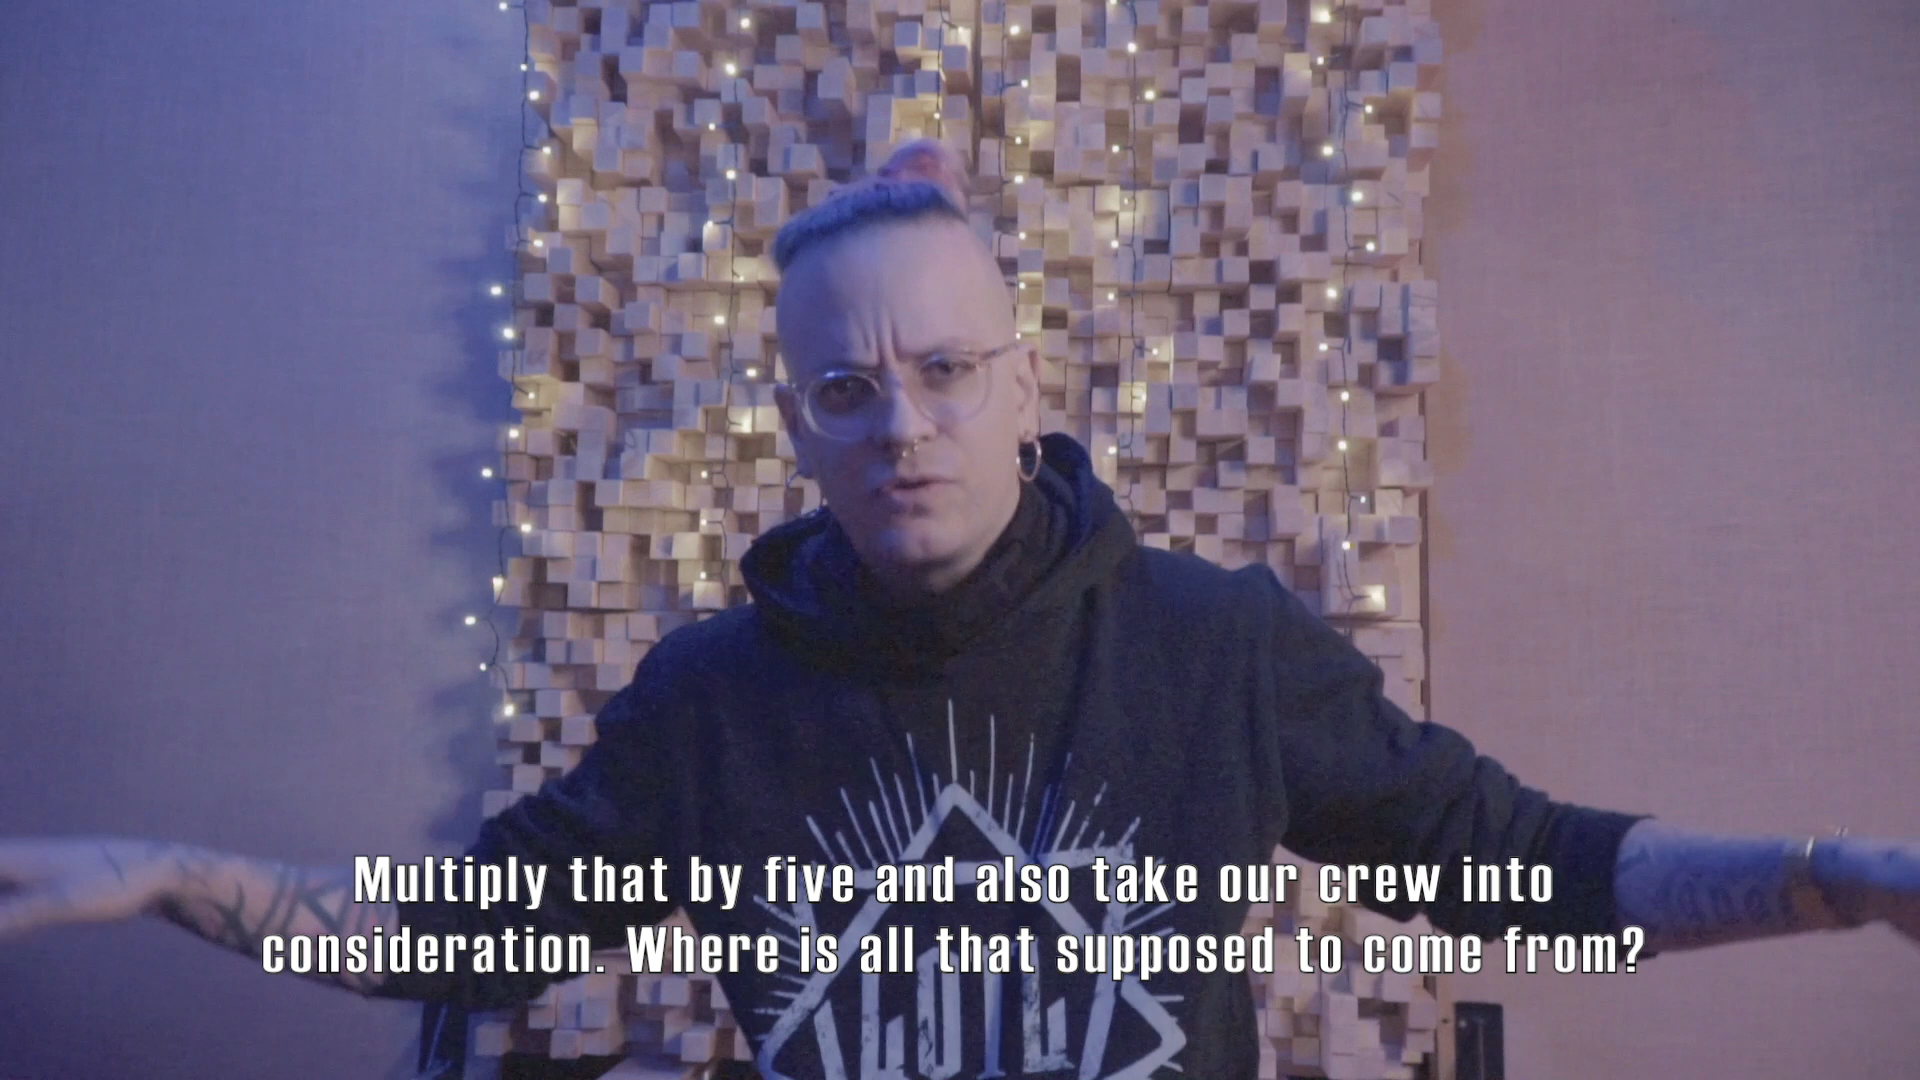 Multiply that by five and also take our crew into
consideration. Where is all that supposed to come from?
LOTL